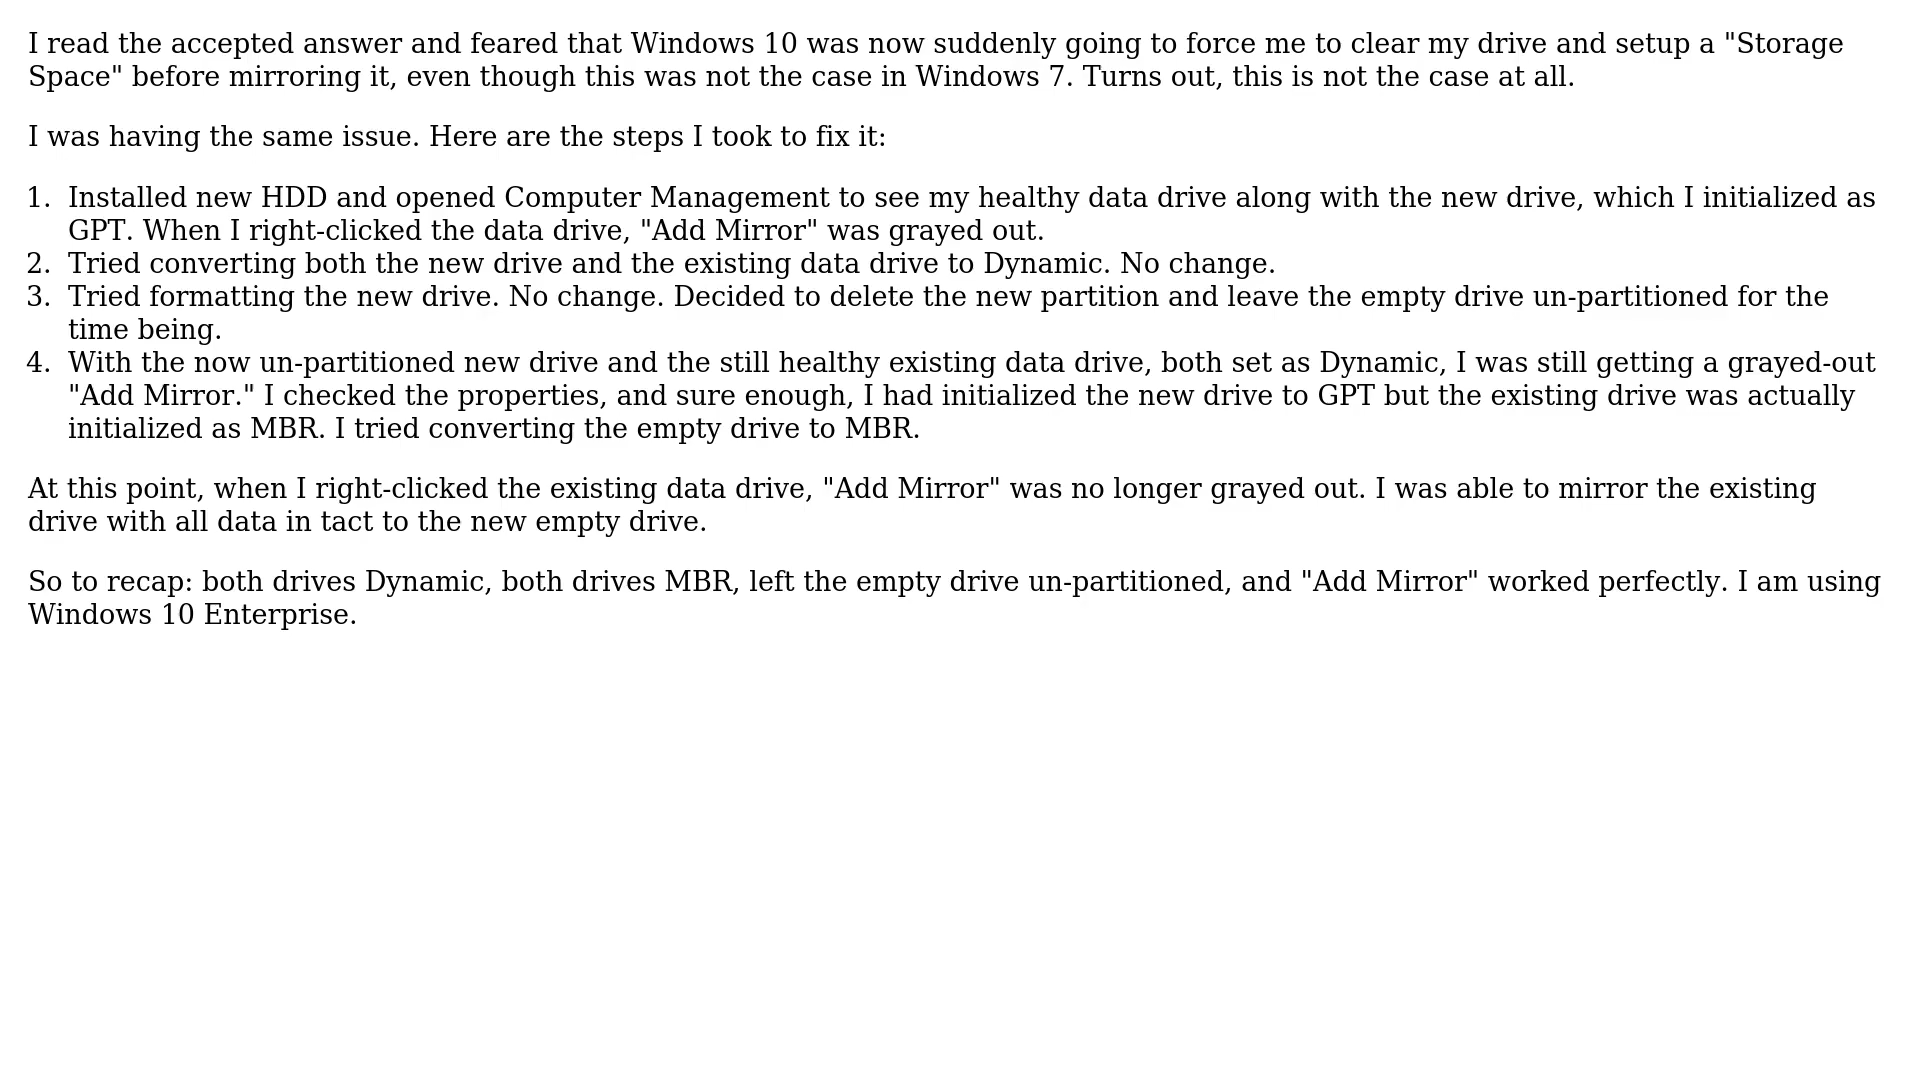 I read the accepted answer and feared that Windows 10 was now suddenly going to force me to clear my drive and setup a "Storage
Space" before mirroring it, even though this was not the case in Windows 7. Turns out, this is not the case at all.
I was having the same issue. Here are the steps I took to fix it:
1. Installed new HDD and opened Computer Management to see my healthy data drive along with the new drive, which I initialized as
GPT. When I right-clicked the data drive, "Add Mirror" was grayed out.
2. Tried converting both the new drive and the existing data drive to Dynamic. No change.
3. Tried formatting the new drive. No change. Decided to delete the new partition and leave the empty drive un-partitioned for the
time being.
4. With the now un-partitioned new drive and the still healthy existing data drive, both set as Dynamic, I was still getting a grayed-out
"Add Mirror." I checked the properties, and sure enough, I had initialized the new drive to GPT but the existing drive was actually
initialized as MBR. I tried converting the empty drive to MBR.
At this point, when I right-clicked the existing data drive, "Add Mirror" was no longer grayed out. I was able to mirror the existing
drive with all data in tact to the new empty drive.
So to recap: both drives Dynamic, both drives MBR, left the empty drive un-partitioned, and "Add Mirror" worked perfectly. I am using
Windows 10 Enterprise.